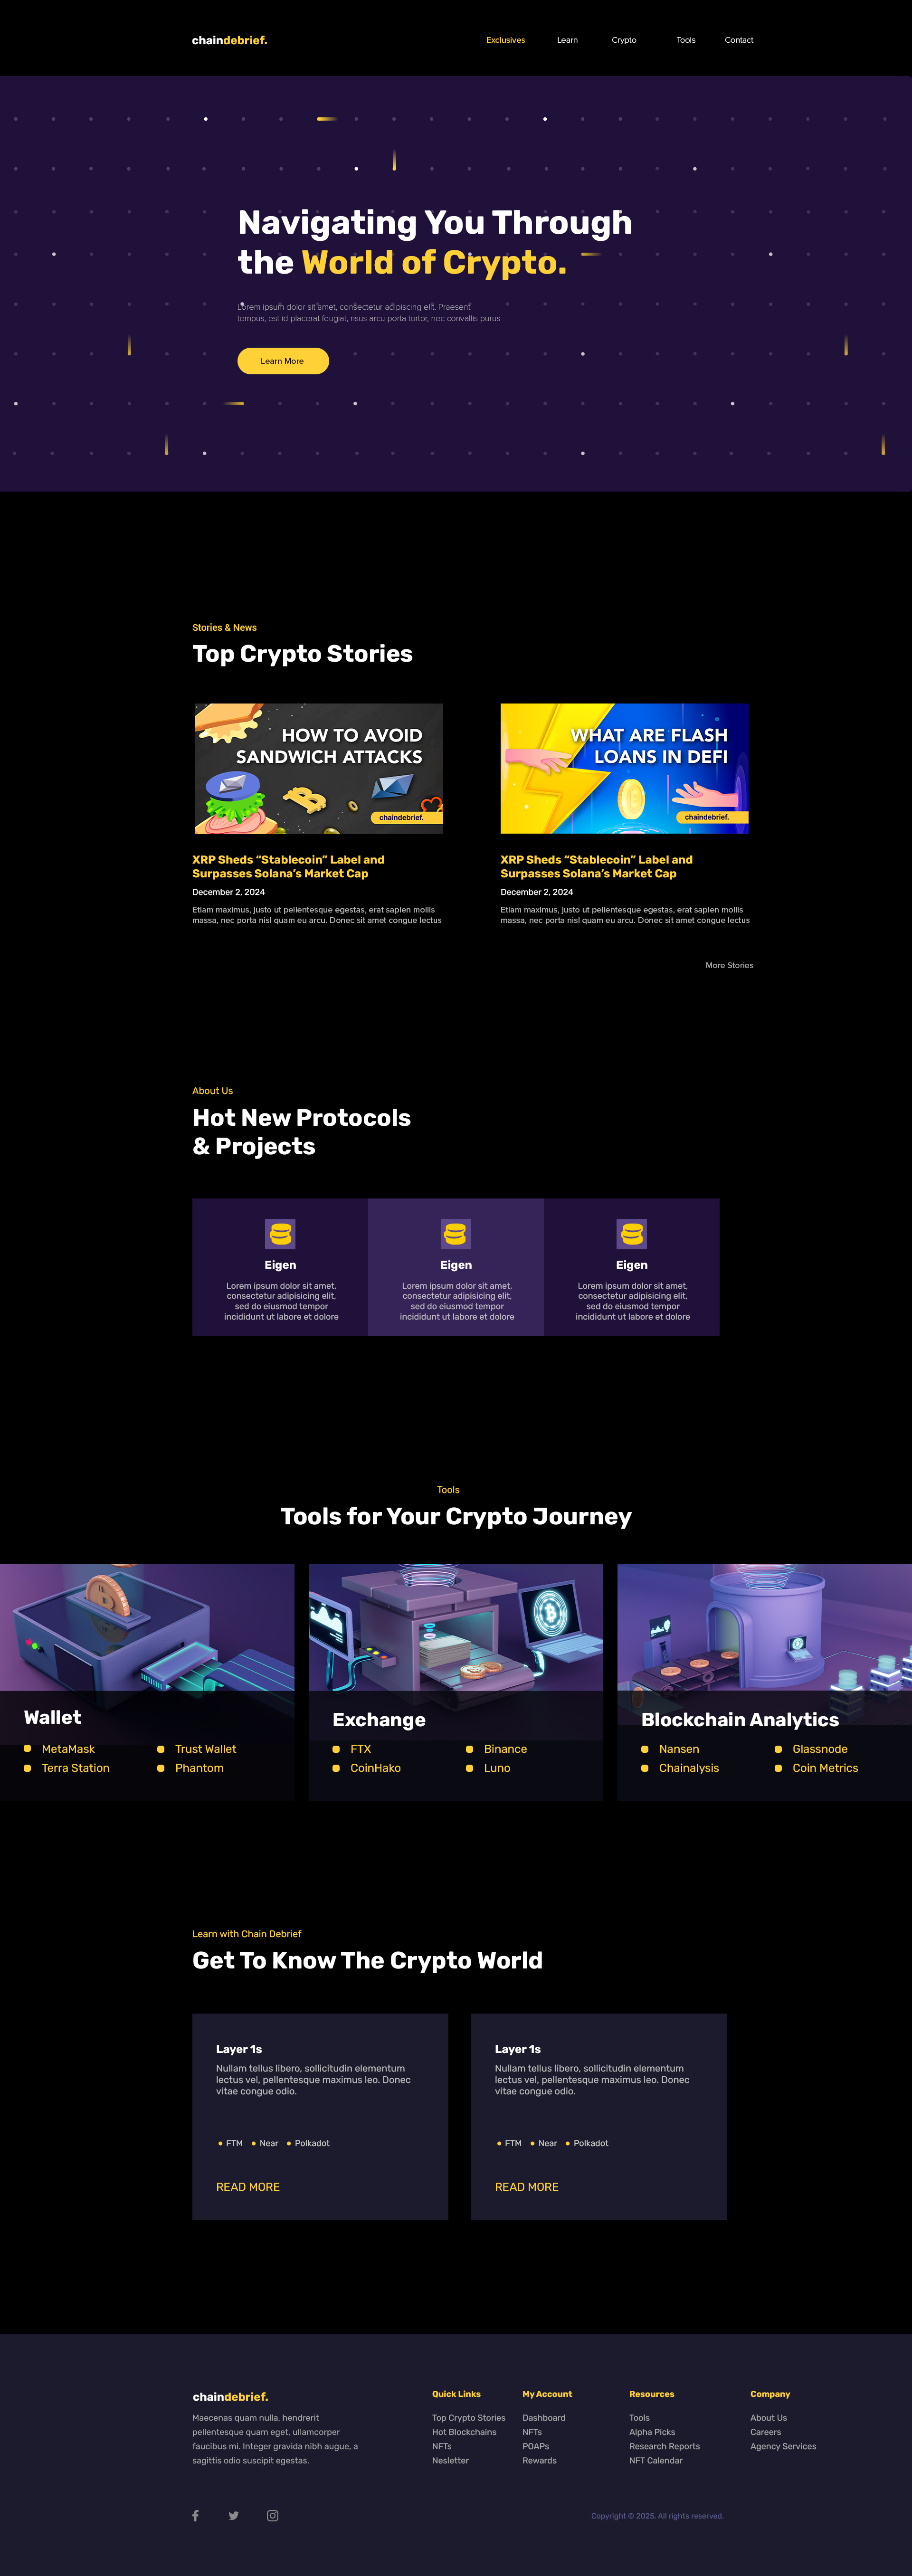 chaindebrief.
Exclusives
Learn
Crypto
Tools
Contact
Navigating You Through
the World of Crypto.
Lorem ipsum dolor sit amet, consectetur adipiscing elit. Praesent
tempus, est id placerat feugiat, risus arcu porta tortor, nec convallis purus
Learn More
Stories & News
Top Crypto Stories
HOW TO AVOID
SANDWICH ATTACKS
chaindebrief.
XRP Sheds “Stablecoin” Label and
Surpasses Solana’s Market Cap
December 2, 2024
Etiam maximus, justo ut pellentesque egestas, erat sapien mollis
massa, nec porta nisl quam eu arcu. Donec sit amet congue lectus
WHAT ARE FLASH
LOANS IN DEFI
chaindebrief.
XRP Sheds “Stablecoin” Label and
Surpasses Solana’s Market Cap
December 2, 2024
Etiam maximus, justo ut pellentesque egestas, erat sapien mollis
massa, nec porta nisl quam eu arcu. Donec sit amet congue lectus
More Stories
About Us
Hot New Protocols
& Projects
Eigen
Lorem ipsum dolor sit amet,
consectetur adipisicing elit,
sed do eiusmod tempor
incididunt ut labore et dolore
Eigen
Lorem ipsum dolor sit amet,
consectetur adipisicing elit,
sed do eiusmod tempor
incididunt ut labore et dolore
Eigen
Lorem ipsum dolor sit amet,
consectetur adipisicing elit,
sed do eiusmod tempor
incididunt ut labore et dolore
Tools
Tools for Your Crypto Journey
Wallet
MetaMask
Trust Wallet
Terra Station
Phantom
Exchange
FTX
Binance
CoinHako
Luno
Blockchain Analytics
Nansen
Glassnode
Chainalysis
Coin Metrics
Learn with Chain Debrief
Get To Know The Crypto World
Layer 1s
Nullam tellus libero, sollicitudin elementum
lectus vel, pellentesque maximus leo. Donec
vitae congue odio.
FTM
Near
Polkadot
READ MORE
Layer 1s
Nullam tellus libero, sollicitudin elementum
lectus vel, pellentesque maximus leo. Donec
vitae congue odio.
FTM
Near
Polkadot
READ MORE
chaindebrief.
Maecenas quam nulla, hendrerit
pellentesque quam eget, ullamcorper
faucibus mi. Integer gravida nibh augue, a
sagittis odio suscipit egestas.
Quick Links
Top Crypto Stories
Hot Blockchains
NFTs
Nesletter
My Account
Dashboard
NFTs
POAPs
Rewards
Resources
Tools
Alpha Picks
Research Reports
NFT Calendar
Company
About Us
Careers
Agency Services
Copyright © 2025. All rights reserved.